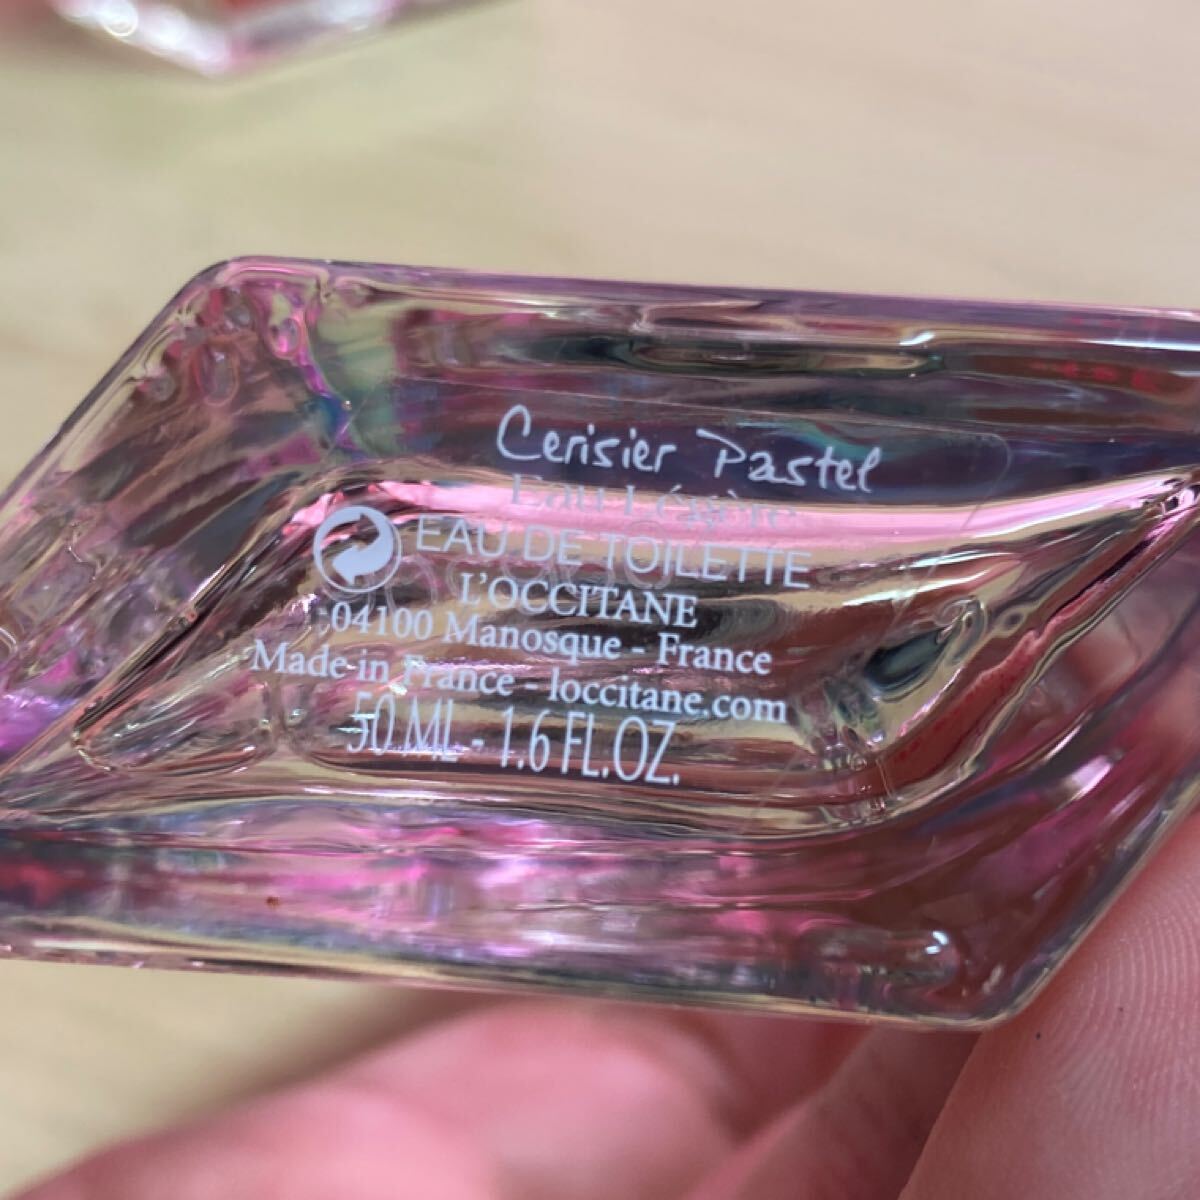 Cerisier Pastel
Eau Légère
EAU DE TOILETTE
L'OCCITANE
04100 Manosque - France
Made in France - loccitane.com
50 ML - 1.6 FL.OZ.